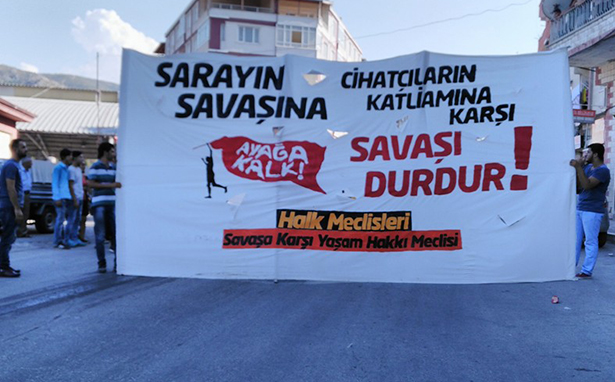 SARAYIN
SAVAŞINA
CİHATÇILARIN
KATLİAMINA
KARŞI
AYAĞA
KALK!
SAVAŞI
DURDUR!
Halk Meclisleri
Savaşa Karşı Yaşam Hakkı Meclisi